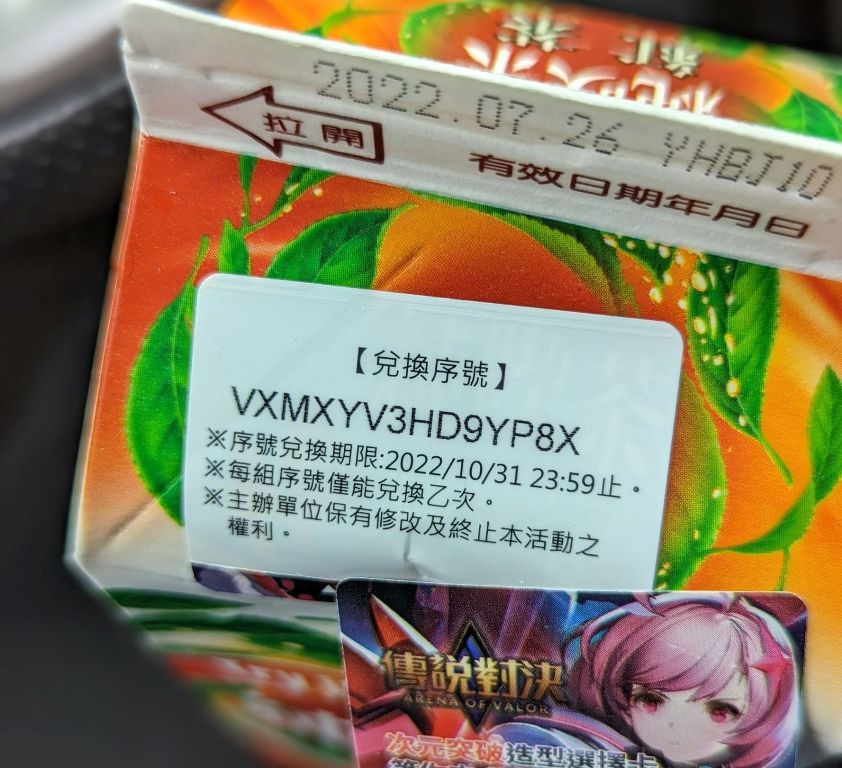 2022.07.26 YHBJ10
拉開
有效日期年月日
【兌換序號】
VXMXYV3HD9YP8X
※序號兌換期限:2022/10/31 23:59止。
※每組序號僅能兌換乙次。
※主辦單位保有修改及終止本活動之
權利。
傳說對決
ARENA OF VALOR
次元突破造型選擇卡